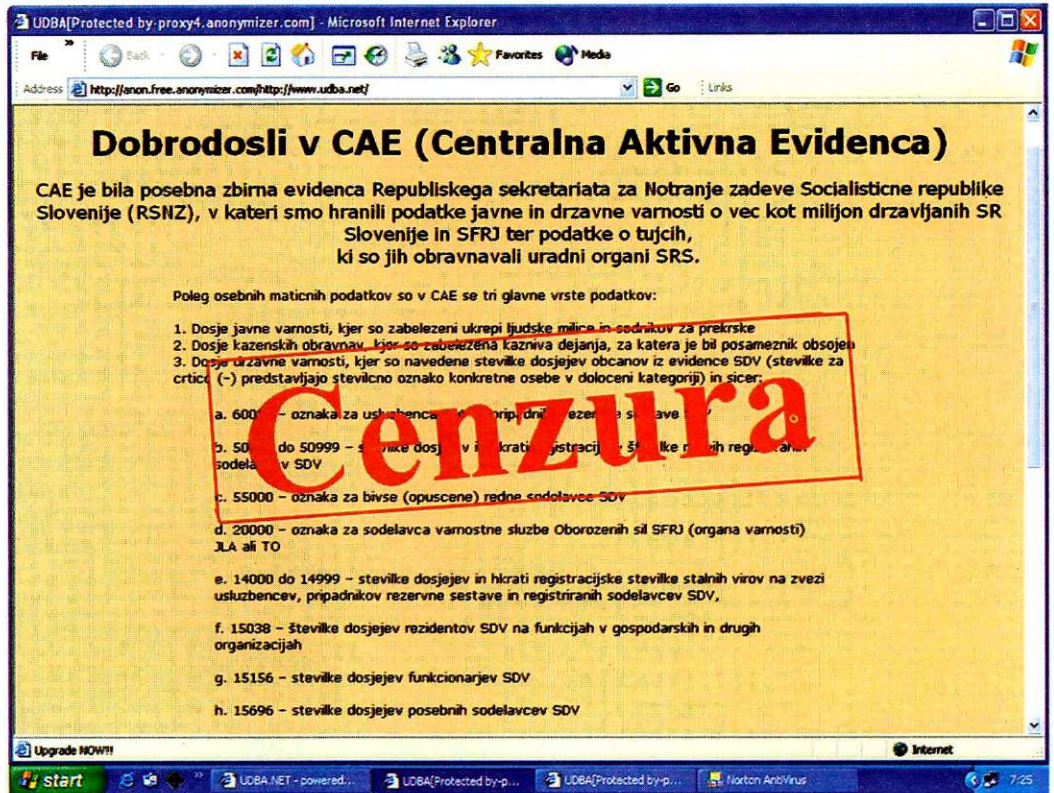 UDBA[Protected by-proxy4.anonymizer.com] - Microsoft Internet Explorer
File » Back Favorites Media
Address http://anon.free.anonymizer.com/http://www.udba.net/ Go Links
Dobrodosli v CAE (Centralna Aktivna Evidenca)
CAE je bila posebna zbirna evidenca Republiskega sekretariata za Notranje zadeve Socialisticne republike
Slovenije (RSNZ), v kateri smo hranili podatke javne in drzavne varnosti o vec kot milijon drzavljanih SR
Slovenije in SFRJ ter podatke o tujcih,
ki so jih obravnavali uradni organi SRS.
Poleg osebnih maticnih podatkov so v CAE se tri glavne vrste podatkov:
1. Dosje javne varnosti, kjer so zabelezeni ukrepi ljudske milice in sodnikov za prekrske
2. Dosje kazenskih obravnav, kjer so zabelezena kazniva dejanja, za katera je bil posameznik obsojen
3. Dosje drzavne varnosti, kjer so navedene stevilke dosjejev obcanov iz evidence SDV (stevilke za
crtico (-) predstavljajo stevilcno oznako konkretne osebe v doloceni kategoriji) in sicer:
Cenzura
a. – oznaka za
b. do 50999 –
SDV
c. 55000 – oznaka za bivse (opuscene) redne sodelavce SDV
d. 20000 – oznaka za sodelavca varnostne sluzbe Oborozenih sil SFRJ (organa varnosti)
JLA ali TO
e. 14000 do 14999 – stevilke dosjejev in hkrati registracijske stevilke stalnih virov na zvezi
usluzbencev, pripadnikov rezervne sestave in registriranih sodelavcev SDV,
f. 15038 – številke dosjejev rezidentov SDV na funkcijah v gospodarskih in drugih
organizacijah
g. 15156 – stevilke dosjejev funkcionarjev SDV
h. 15696 – stevilke dosjejev posebnih sodelavcev SDV
Upgrade NOW!! Internet
start » UDBA.NET - powered... UDBA[Protected by-p... UDBA[Protected by-p... Norton AntiVirus 7:25